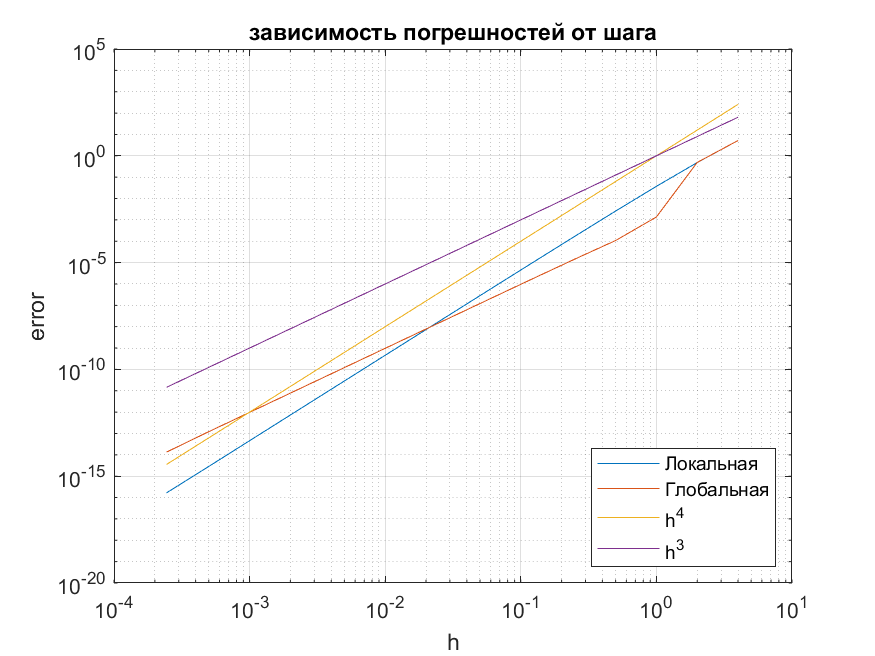 зависимость погрешностей от шага
10^5
10^0
10^-5
10^-10
10^-15
10^-20
error
10^-4
10^-3
10^-2
10^-1
10^0
10^1
h
Локальная
Глобальная
h^4
h^3